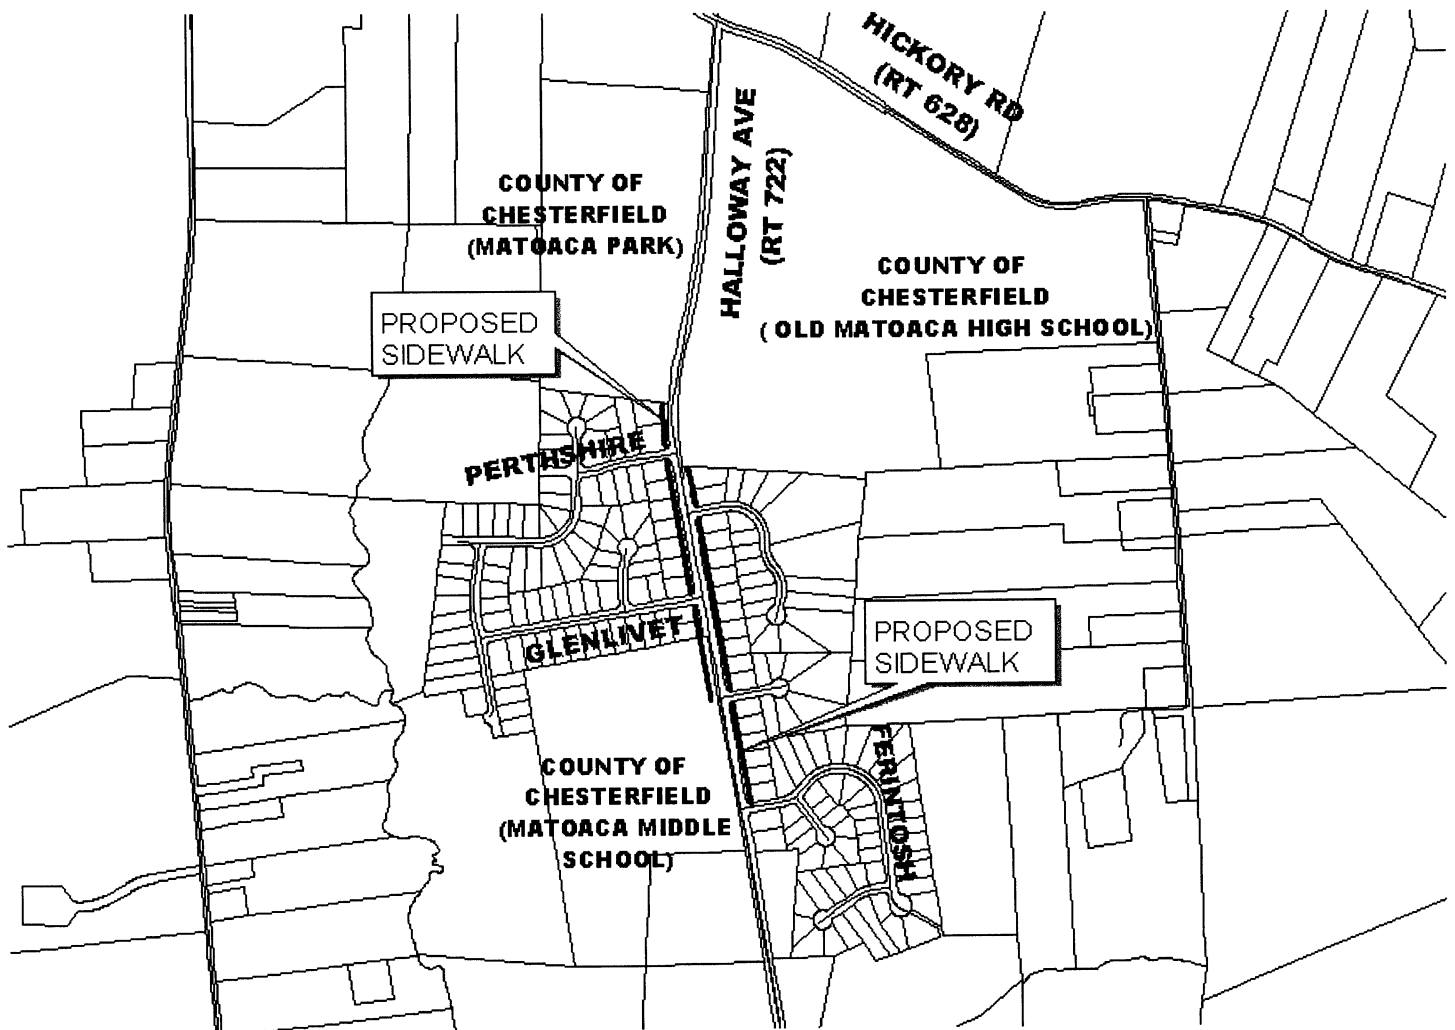 HICKORY RD
(RT 628)
HALLOWAY AVE
(RT 722)
COUNTY OF
CHESTERFIELD
(MATOACA PARK)
COUNTY OF
CHESTERFIELD
( OLD MATOACA HIGH SCHOOL)
PROPOSED
SIDEWALK
PERTHSHIRE
GLENLIVET
PROPOSED
SIDEWALK
FERINTOSH
COUNTY OF
CHESTERFIELD
(MATOACA MIDDLE
SCHOOL)